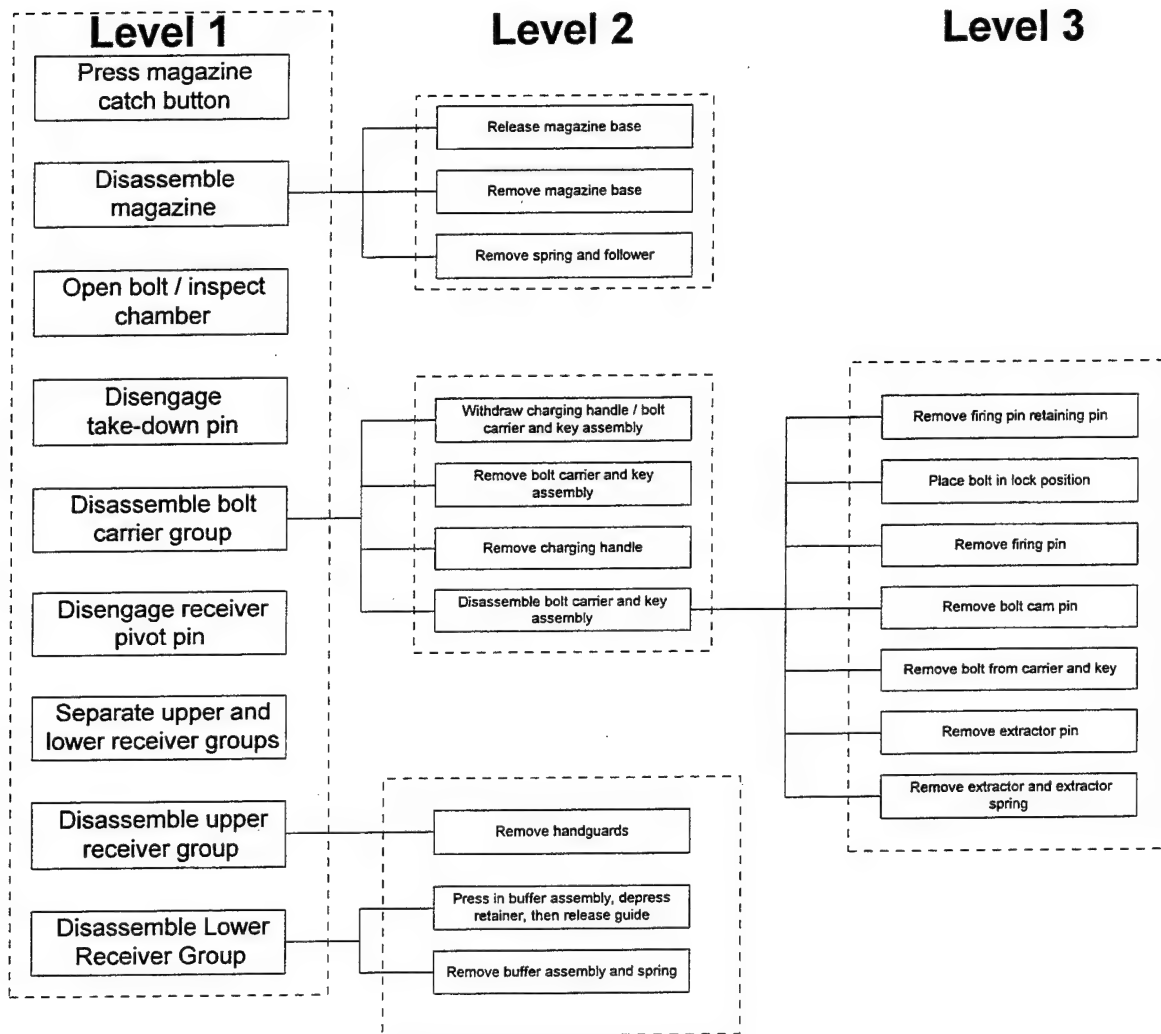 Level 1
Press magazine
catch button
Disassemble
magazine
Open bolt / inspect
chamber
Disengage
take-down pin
Disassemble bolt
carrier group
Disengage receiver
pivot pin
Separate upper and
lower receiver groups
Disassemble upper
receiver group
Disassemble Lower
Receiver Group
Level 2
Release magazine base
Remove magazine base
Remove spring and follower
Withdraw charging handle / bolt
carrier and key assembly
Remove bolt carrier and key
assembly
Remove charging handle
Disassemble bolt carrier and key
assembly
Remove handguards
Press in buffer assembly, depress
retainer, then release guide
Remove buffer assembly and spring
Level 3
Remove firing pin retaining pin
Place bolt in lock position
Remove firing pin
Remove bolt cam pin
Remove bolt from carrier and key
Remove extractor pin
Remove extractor and extractor
spring